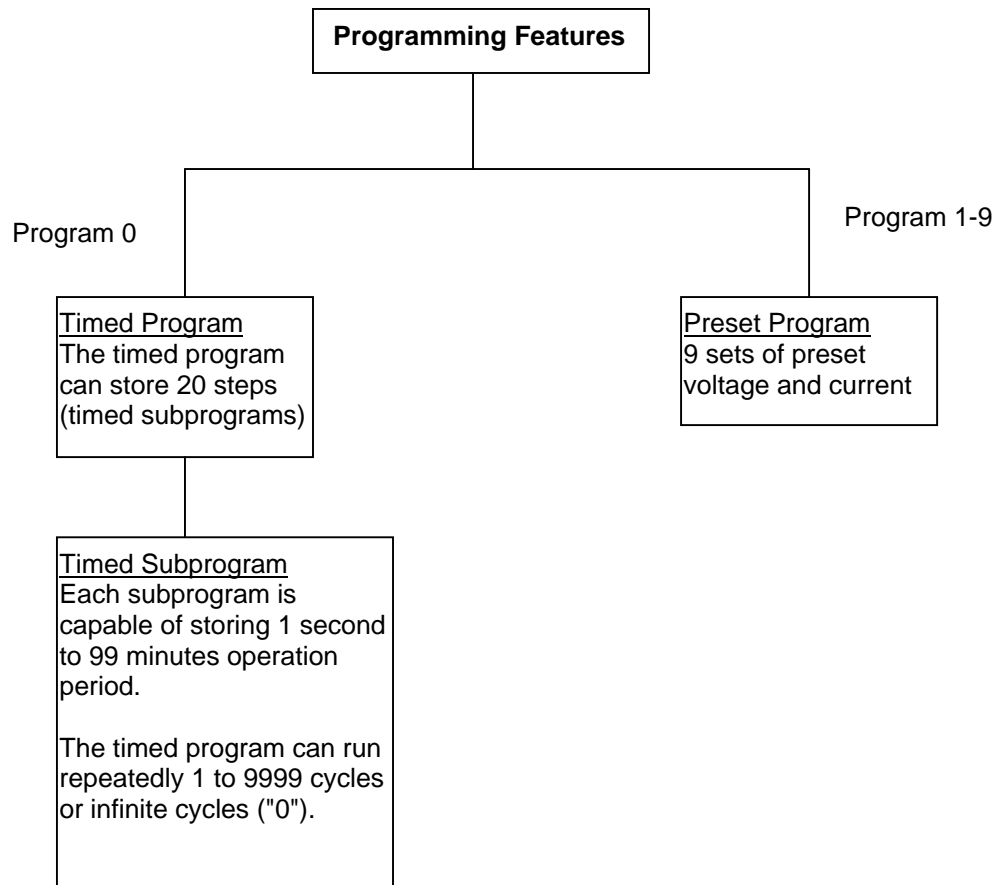 Programming Features
Program 0
Program 1-9
Timed Program
The timed program
can store 20 steps
(timed subprograms)
Preset Program
9 sets of preset
voltage and current
Timed Subprogram
Each subprogram is
capable of storing 1 second
to 99 minutes operation
period.
The timed program can run
repeatedly 1 to 9999 cycles
or infinite cycles ("0").